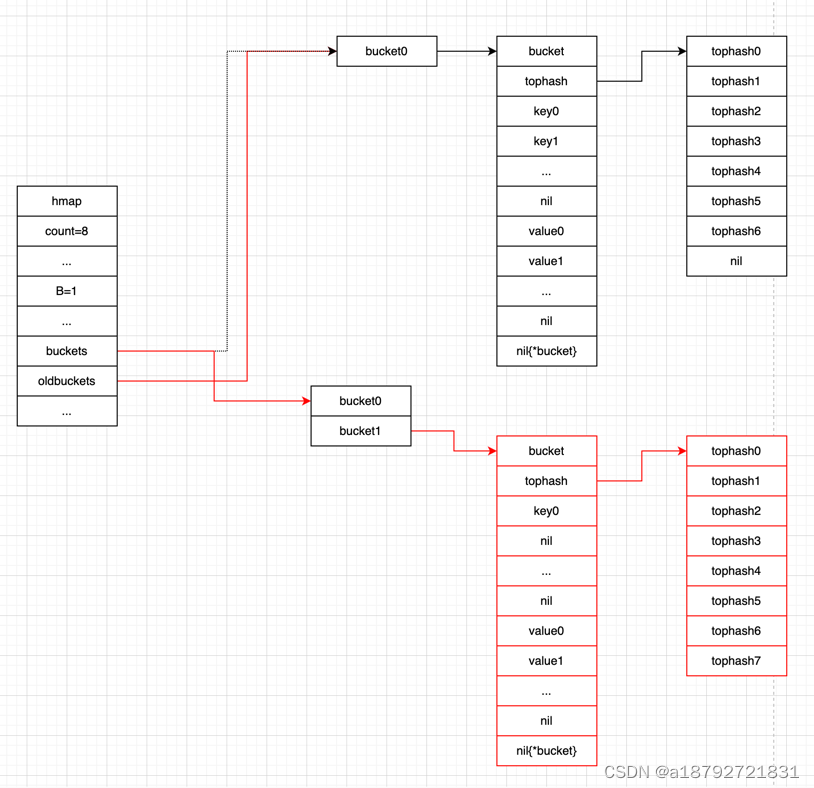 hmap
count=8
...
B=1
...
buckets
oldbuckets
...
bucket0
bucket
tophash
key0
key1
...
nil
value0
value1
...
nil
nil{*bucket}
tophash0
tophash1
tophash2
tophash3
tophash4
tophash5
tophash6
nil
bucket0
bucket1
bucket
tophash
key0
nil
...
nil
value0
value1
...
nil
nil{*bucket}
tophash0
tophash1
tophash2
tophash3
tophash4
tophash5
tophash6
tophash7
CSDN @a18792721831